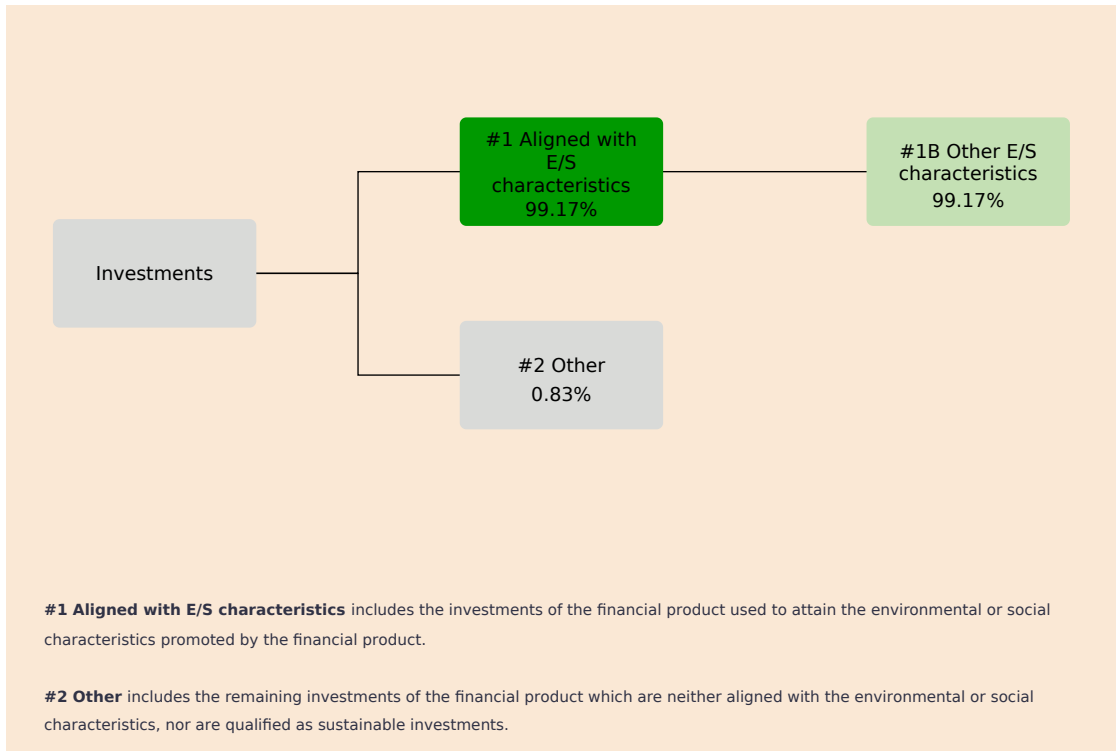 #1 Aligned with
E/S
characteristics
99.17%
#1B Other E/S
characteristics
99.17%
Investments
#2 Other
0.83%
#1 Aligned with E/S characteristics includes the investments of the financial product used to attain the environmental or social
characteristics promoted by the financial product.
#2 Other includes the remaining investments of the financial product which are neither aligned with the environmental or social
characteristics, nor are qualified as sustainable investments.